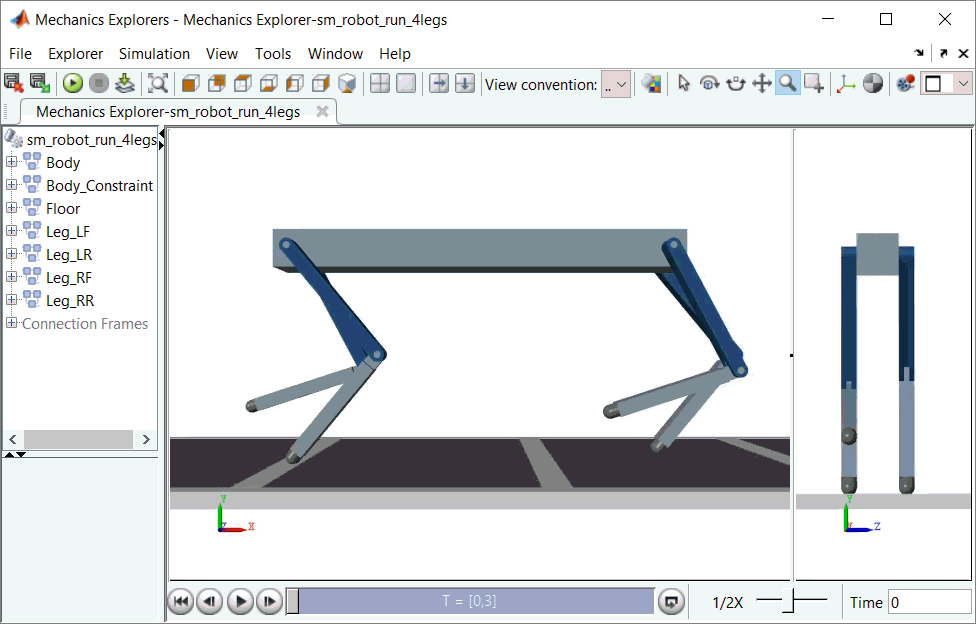 Mechanics Explorers - Mechanics Explorer-sm_robot_run_4legs
File Explorer Simulation View Tools Window Help
View convention: ..
Mechanics Explorer-sm_robot_run_4legs
sm_robot_run_4legs
Body
Body_Constraint
Floor
Leg_LF
Leg_LR
Leg_RF
Leg_RR
Connection Frames
Y
Z
X
Y
X
Z
T = [0,3]
1/2X
Time 0